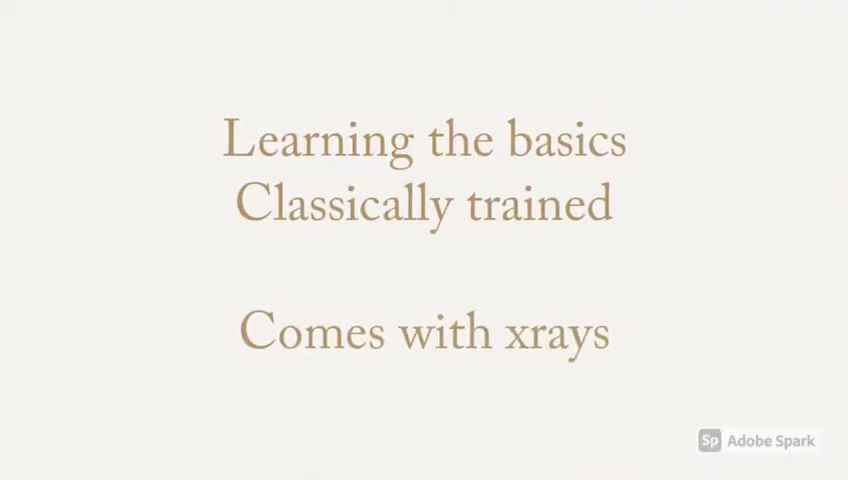 Learning the basics
Classically trained
Comes with xrays
Sp Adobe Spark